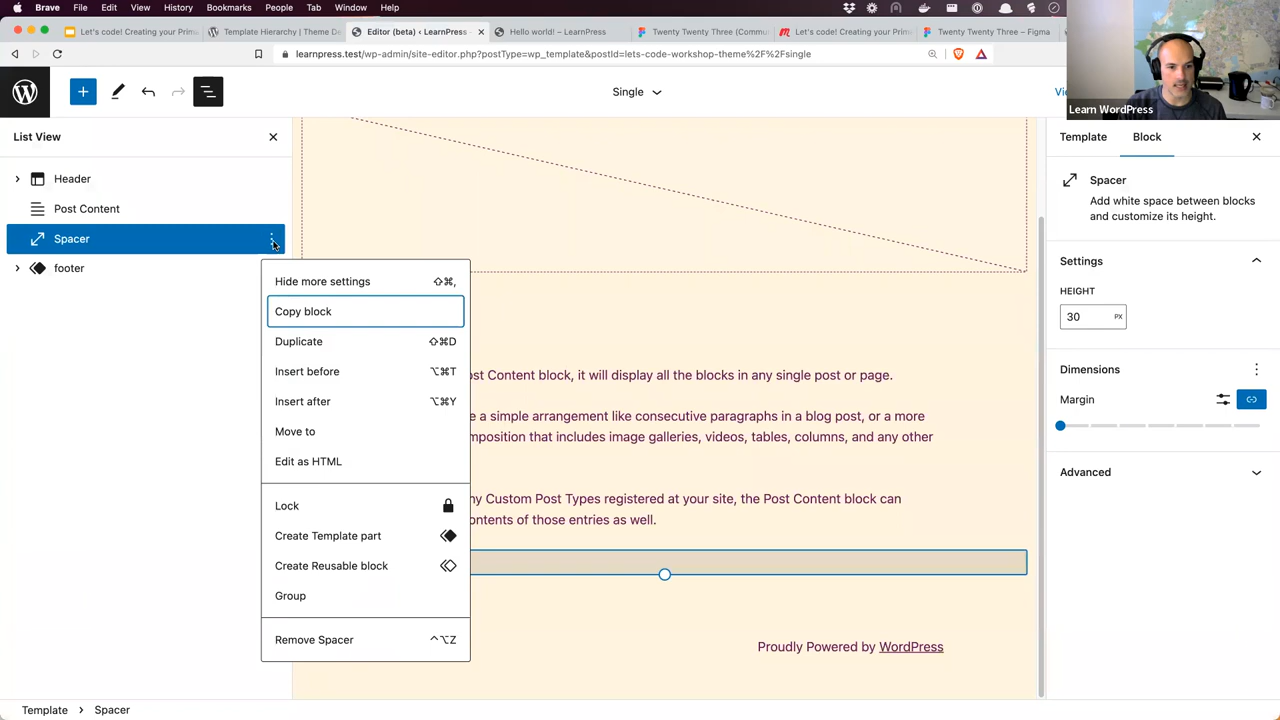 Brave File Edit View History Bookmarks People Tab Window Help
Let's code! Creating your Prim
Template Hierarchy | Theme De
Editor (beta) ‹ LearnPress -
Hello world! – LearnPress
Twenty Twenty Three (Commu
Let's code! Creating your Prim
Twenty Twenty Three – Figma
learnpress.test/wp-admin/site-editor.php?postType=wp_template&postId=lets-code-workshop-theme%2F%2Fsingle
Single
Learn WordPress
List View
Header
Post Content
Spacer
footer
Hide more settings ⇧⌘,
Copy block
Duplicate ⇧⌘D
Insert before ⌥⌘T
Insert after ⌥⌘Y
Move to
Edit as HTML
Lock
Create Template part
Create Reusable block
Group
Remove Spacer ^⌥Z
ost Content block, it will display all the blocks in any single post or page.
e a simple arrangement like consecutive paragraphs in a blog post, or a more
mposition that includes image galleries, videos, tables, columns, and any other
ny Custom Post Types registered at your site, the Post Content block can
ontents of those entries as well.
Proudly Powered by WordPress
Template Block
Spacer
Add white space between blocks
and customize its height.
Settings
HEIGHT
30 PX
Dimensions
Margin
Advanced
Template > Spacer